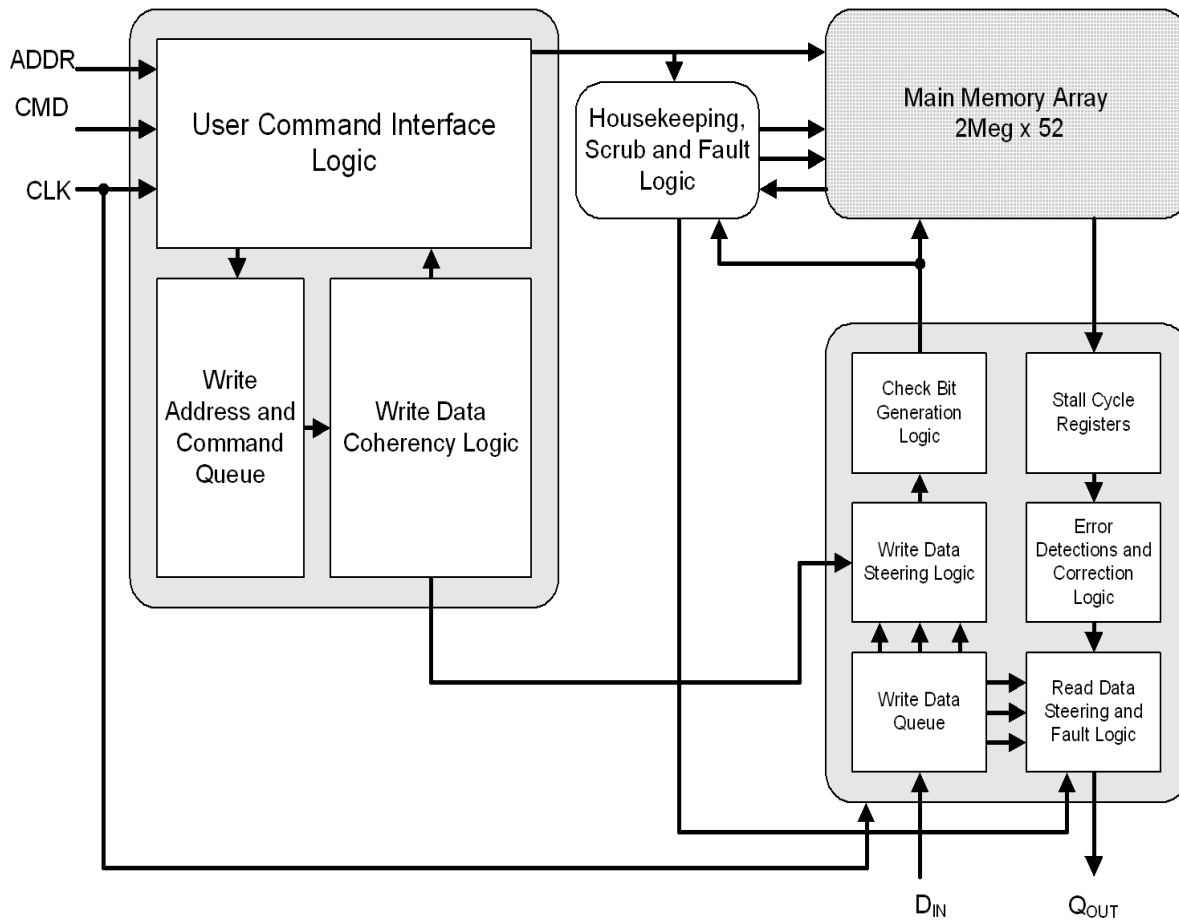 ADDR
CMD
CLK
User Command Interface
Logic
Housekeeping,
Scrub and Fault
Logic
Main Memory Array
2Meg x 52
Write
Address and
Command
Queue
Write Data
Coherency Logic
Check Bit
Generation
Logic
Stall Cycle
Registers
Write Data
Steering Logic
Error
Detections and
Correction
Logic
Write Data
Queue
Read Data
Steering and
Fault Logic
DIN
QOUT